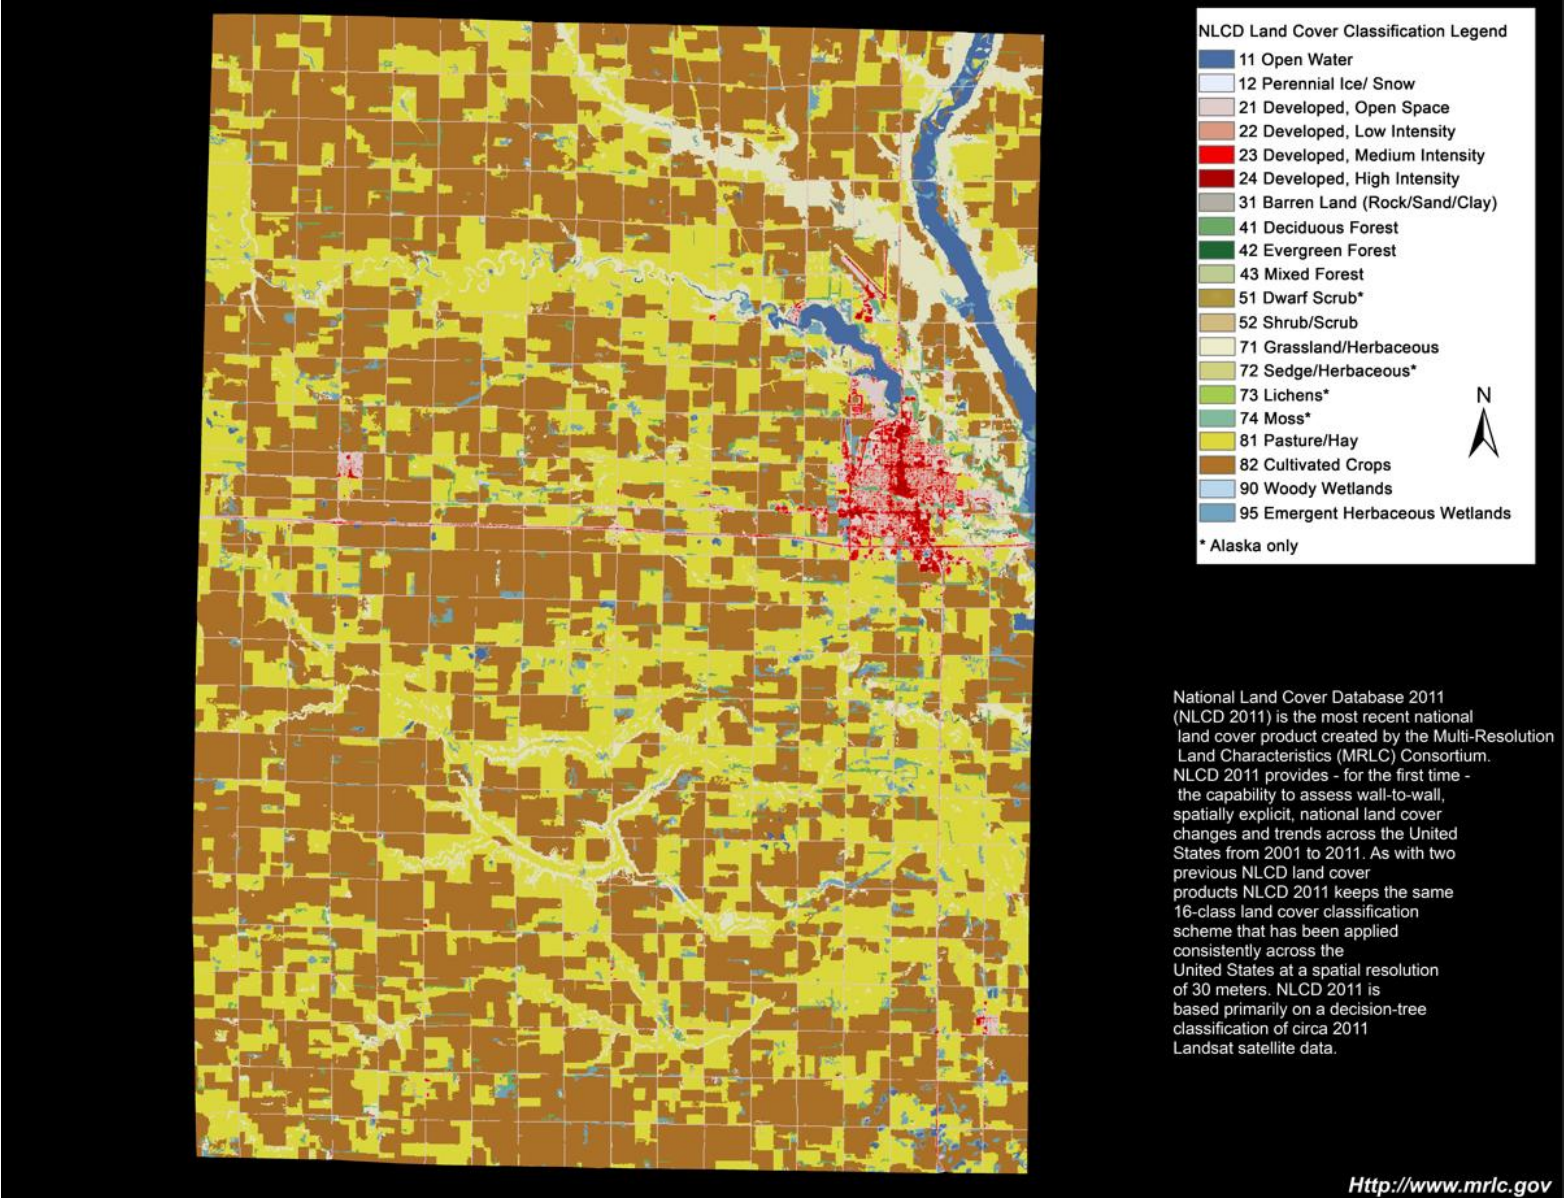 NLCD Land Cover Classification Legend
11 Open Water
12 Perennial Ice/ Snow
21 Developed, Open Space
22 Developed, Low Intensity
23 Developed, Medium Intensity
24 Developed, High Intensity
31 Barren Land (Rock/Sand/Clay)
41 Deciduous Forest
42 Evergreen Forest
43 Mixed Forest
51 Dwarf Scrub*
52 Shrub/Scrub
71 Grassland/Herbaceous
72 Sedge/Herbaceous*
73 Lichens*
74 Moss*
81 Pasture/Hay
82 Cultivated Crops
90 Woody Wetlands
95 Emergent Herbaceous Wetlands
* Alaska only
N
National Land Cover Database 2011
(NLCD 2011) is the most recent national
land cover product created by the Multi-Resolution
Land Characteristics (MRLC) Consortium.
NLCD 2011 provides - for the first time -
the capability to assess wall-to-wall,
spatially explicit, national land cover
changes and trends across the United
States from 2001 to 2011. As with two
previous NLCD land cover
products NLCD 2011 keeps the same
16-class land cover classification
scheme that has been applied
consistently across the
United States at a spatial resolution
of 30 meters. NLCD 2011 is
based primarily on a decision-tree
classification of circa 2011
Landsat satellite data.
Http://www.mrlc.gov